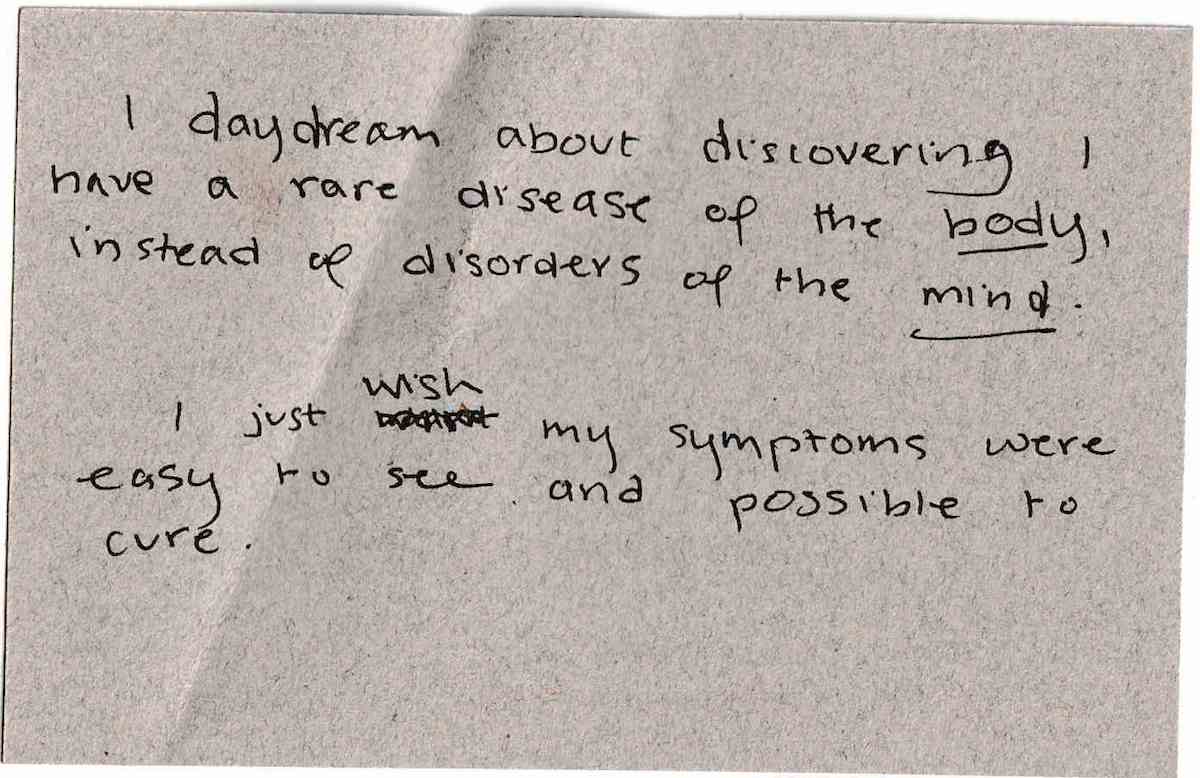 I daydream about discovering I
have a rare disease of the body,
instead of disorders of the mind.
wish
I just my symptoms were
easy to see and possible to
cure.